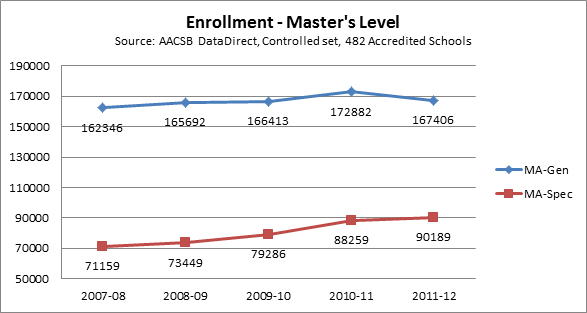 Enrollment - Master's Level
Source: AACSB DataDirect, Controlled set, 482 Accredited Schools
190000
170000
150000
130000
110000
90000
70000
50000
162346 165692 166413 172882 167406
71159 73449 79286 88259 90189
2007-08 2008-09 2009-10 2010-11 2011-12
MA-Gen
MA-Spec